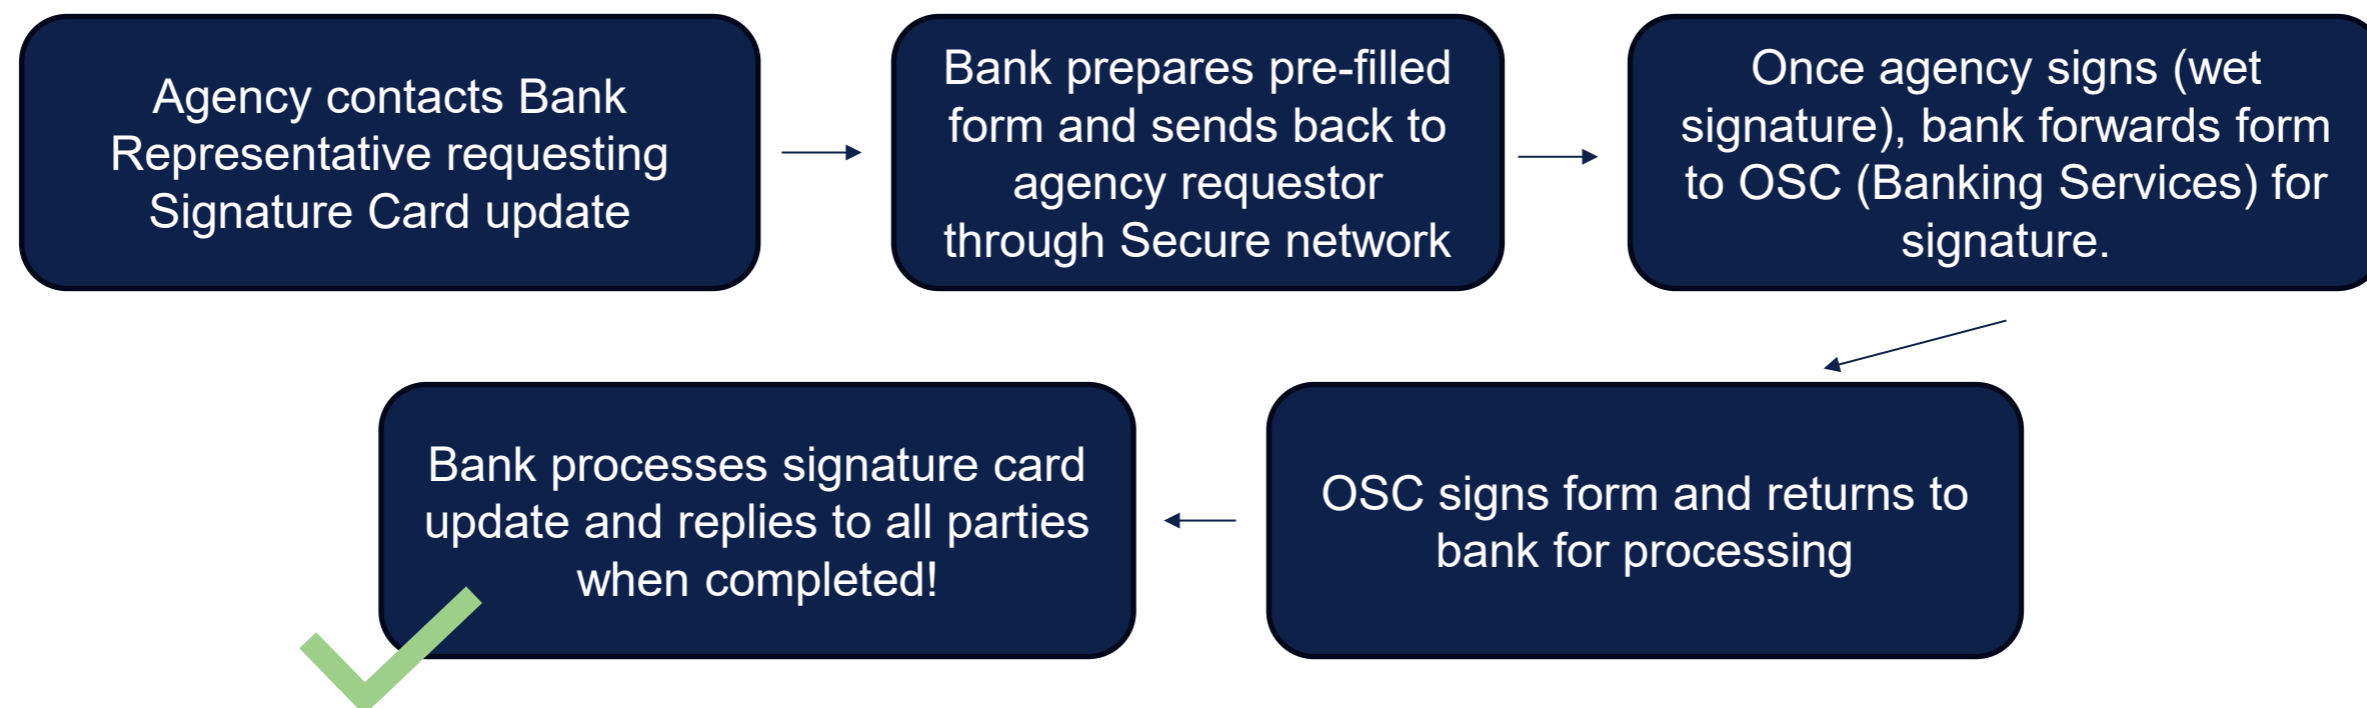 Agency contacts Bank
Representative requesting
Signature Card update
Bank prepares pre-filled
form and sends back to
agency requestor
through Secure network
Once agency signs (wet
signature), bank forwards form
to OSC (Banking Services) for
signature.
OSC signs form and returns to
bank for processing
Bank processes signature card
update and replies to all parties
when completed!